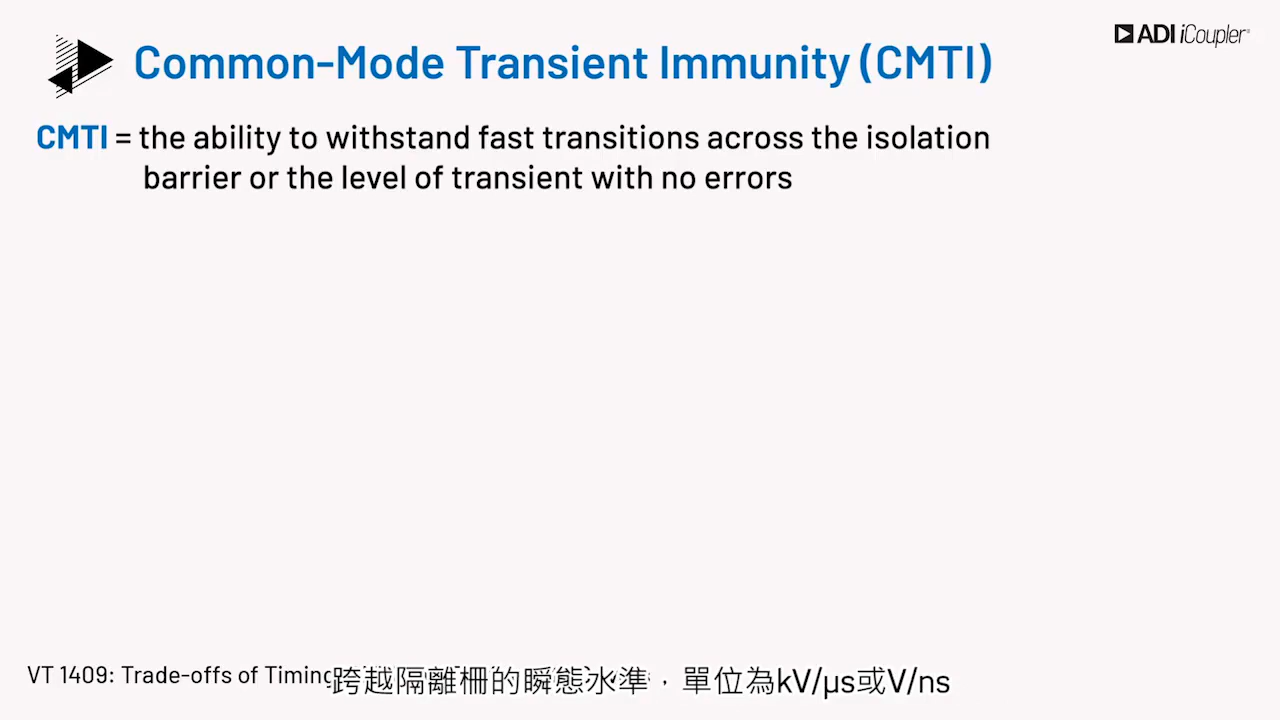 Common-Mode Transient Immunity (CMTI)
ADI iCoupler®
CMTI = the ability to withstand fast transitions across the isolation
barrier or the level of transient with no errors
VT 1409: Trade-offs of Timing
跨越隔離柵的瞬態水準，單位為kV/µs或V/ns